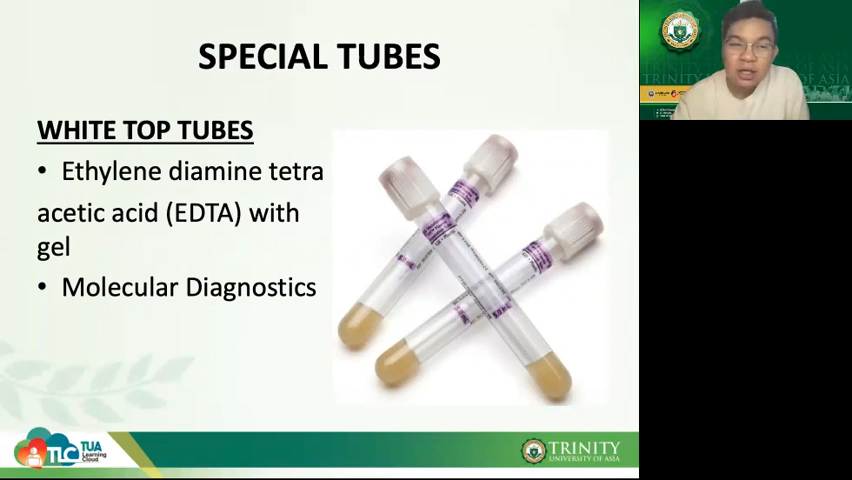 SPECIAL TUBES
WHITE TOP TUBES
• Ethylene diamine tetra
acetic acid (EDTA) with
gel
• Molecular Diagnostics
TLC
TUA
Learning
Cloud
TRINITY
UNIVERSITY OF ASIA